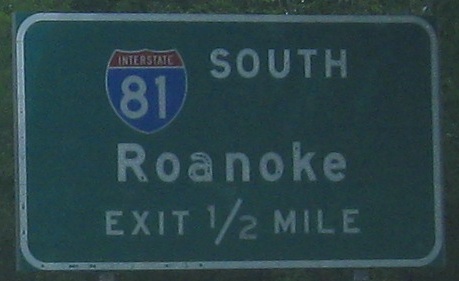 INTERSTATE
81 SOUTH
Roanoke
EXIT 1/2 MILE